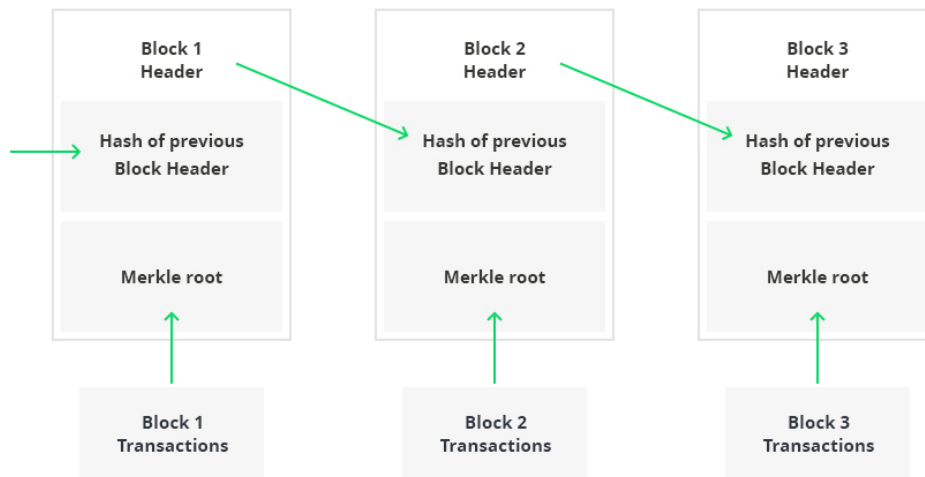 Block 1
Header
Hash of previous
Block Header
Merkle root
Block 1
Transactions
Block 2
Header
Hash of previous
Block Header
Merkle root
Block 2
Transactions
Block 3
Header
Hash of previous
Block Header
Merkle root
Block 3
Transactions